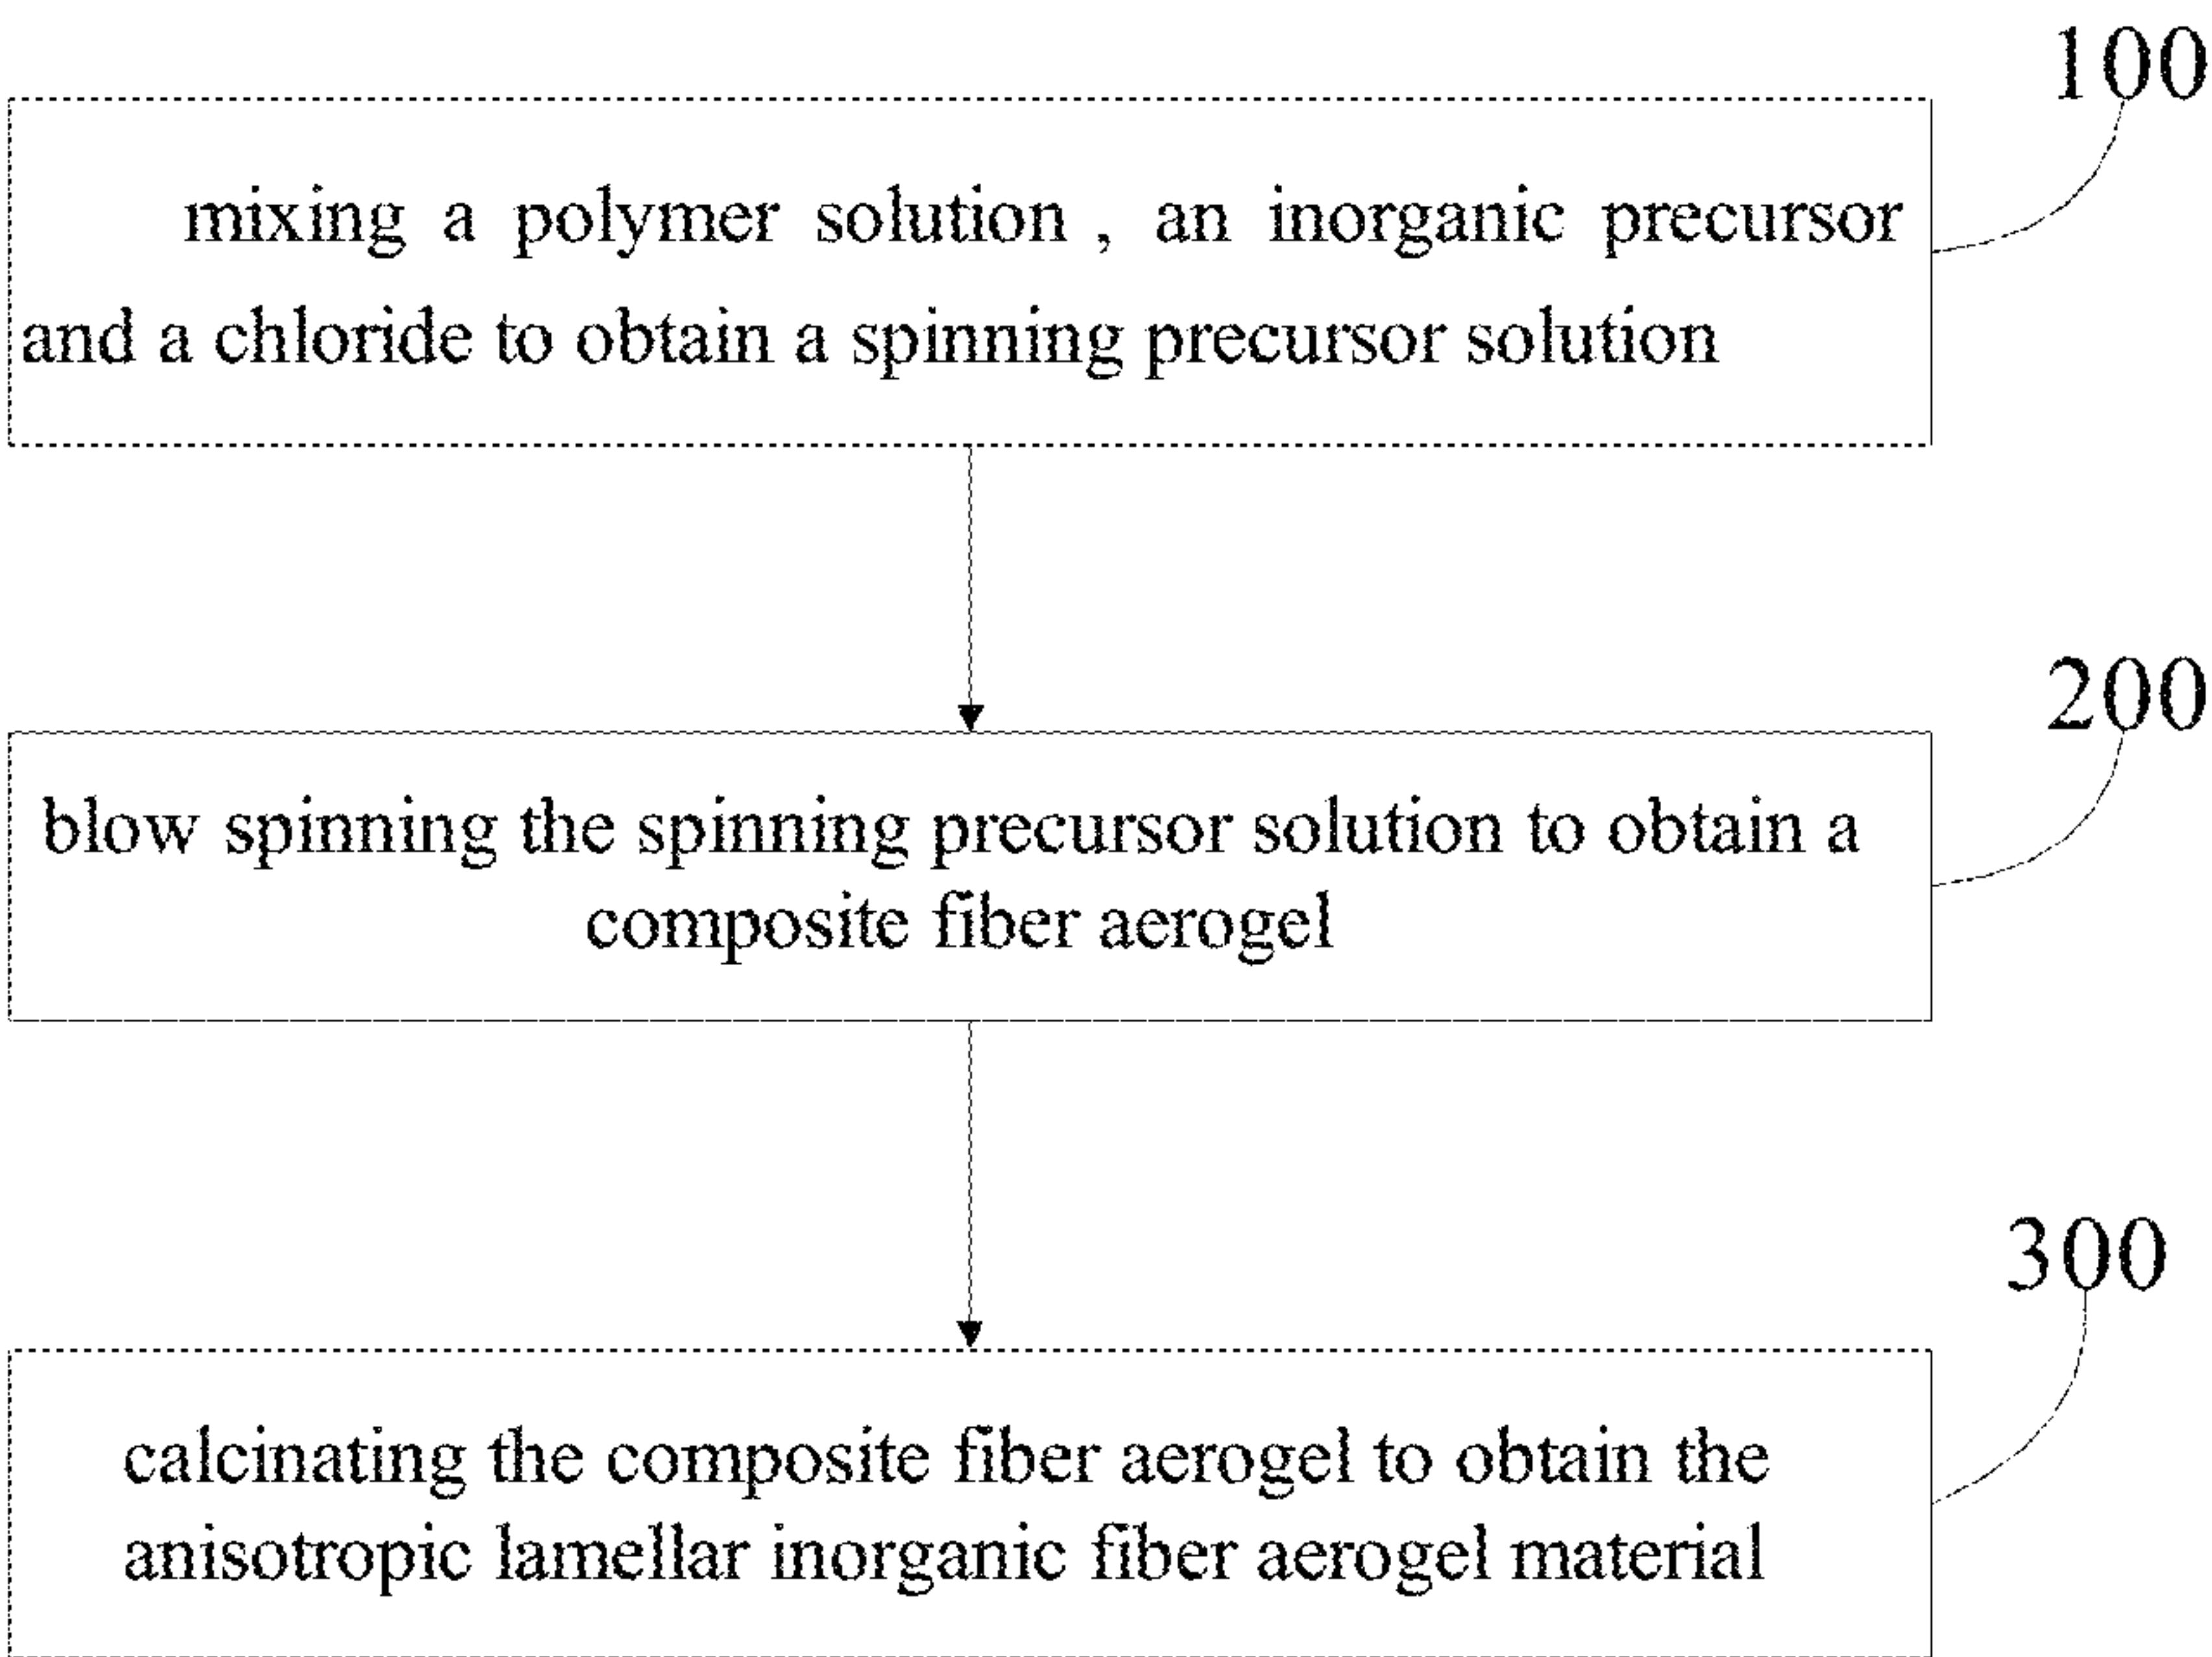 100
mixing a polymer solution , an inorganic precursor
and a chloride to obtain a spinning precursor solution
200
blow spinning the spinning precursor solution to obtain a
composite fiber aerogel
300
calcinating the composite fiber aerogel to obtain the
anisotropic lamellar inorganic fiber aerogel material